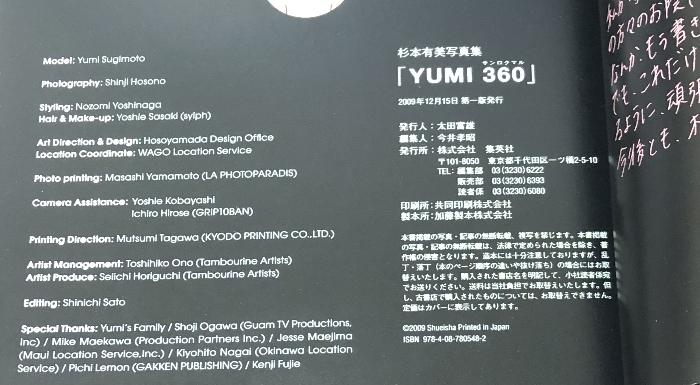 Model: Yumi Sugimoto
Photography: Shinji Hosono
Styling: Nozomi Yoshinaga
Hair & Make-up: Yoshie Sasaki (sylph)
Art Direction & Design: Hosoyamada Design Office
Location Coordinate: WAGO Location Service
Photo printing: Masashi Yamamoto (LA PHOTOPARADIS)
Camera Assistance: Yoshie Kobayashi
Ichiro Hirose (GRIP10BAN)
Printing Direction: Mutsumi Tagawa (KYODO PRINTING CO.,LTD.)
Artist Management: Toshihiko Ono (Tambourine Artists)
Artist Produce: Seiichi Horiguchi (Tambourine Artists)
Editing: Shinichi Sato
Special Thanks: Yumi's Family / Shoji Ogawa (Guam TV Productions,
Inc) / Mike Maekawa (Production Partners Inc.) / Jesse Maejima
(Maui Location Service,Inc.) / Kiyohito Nagai (Okinawa Location
Service) / Pichi Lemon (GAKKEN PUBLISHING) / Kenji Fujie
杉本有美写真集
サンロクマル
「YUMI 360」
2009年12月15日 第一版発行
発行人:太田富雄
編集人:今井孝昭
発行所:株式会社 集英社
〒101-8050 東京都千代田区一ツ橋2-5-10
TEL:編集部 03(3230)6222
販売部 03(3230)6393
読者係 03(3230)6080
印刷所:共同印刷株式会社
製本所:加藤製本株式会社
本書掲載の写真・記事の無断転載、複写を禁じます。本書掲載
の写真・記事の無断転載は、法律で定められた場合を除き、著
作権の侵害となります。造本には十分注意しておりますが、乱
丁・落丁(本のページ順序の違いや抜け落ち)の場合にはお取
替えいたします。購入された書店名を明記して、小社読者係宛
でお送りください。送料は当社負担でお取替えいたします。但
し、古書店で購入されたものについては、お取替えできません。
定価はカバーに表示してあります。
©2009 Shueisha Printed in Japan
ISBN 978-4-08-780548-2
の方々のお
なんか、もう書き
でも、これだけ
るように、頑張
今後とも、